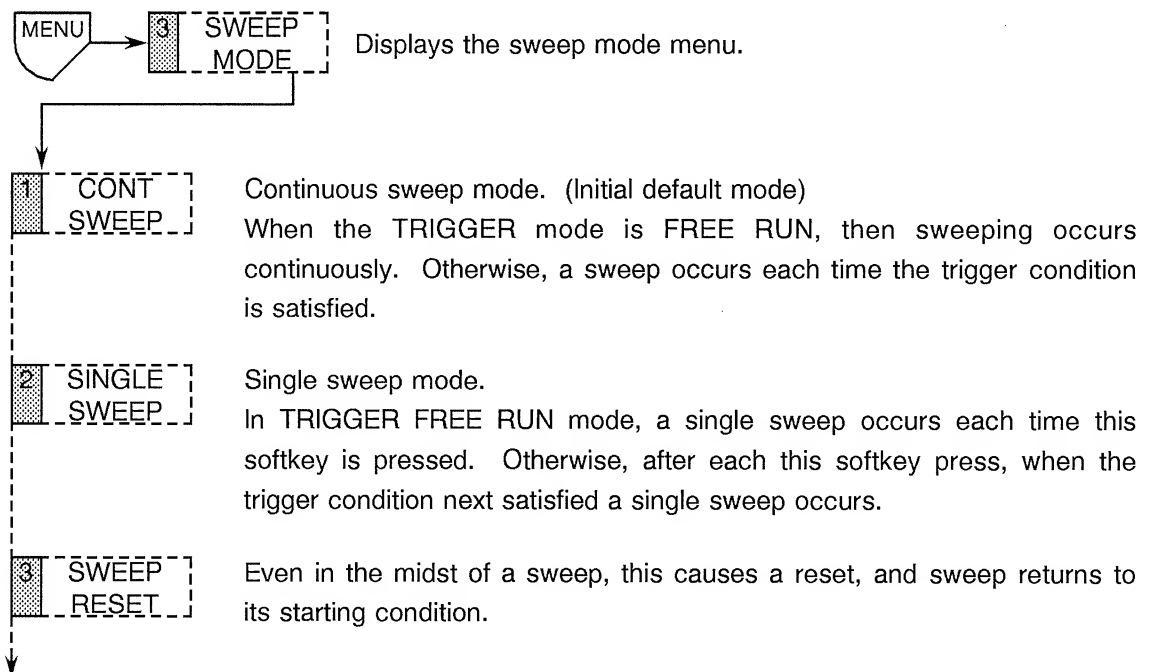 MENU
3 SWEEP
MODE
Displays the sweep mode menu.
1 CONT
SWEEP
Continuous sweep mode. (Initial default mode)
When the TRIGGER mode is FREE RUN, then sweeping occurs
continuously. Otherwise, a sweep occurs each time the trigger condition
is satisfied.
2 SINGLE
SWEEP
Single sweep mode.
In TRIGGER FREE RUN mode, a single sweep occurs each time this
softkey is pressed. Otherwise, after each this softkey press, when the
trigger condition next satisfied a single sweep occurs.
3 SWEEP
RESET
Even in the midst of a sweep, this causes a reset, and sweep returns to
its starting condition.